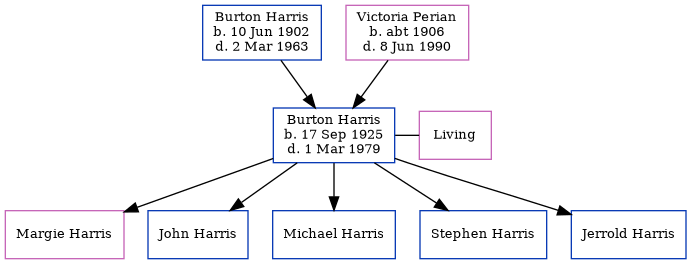 Burton Harris
b. 10 Jun 1902
d. 2 Mar 1963
Victoria Perian
b. abt 1906
d. 8 Jun 1990
Burton Harris
b. 17 Sep 1925
d. 1 Mar 1979
Living
Margie Harris
John Harris
Michael Harris
Stephen Harris
Jerrold Harris